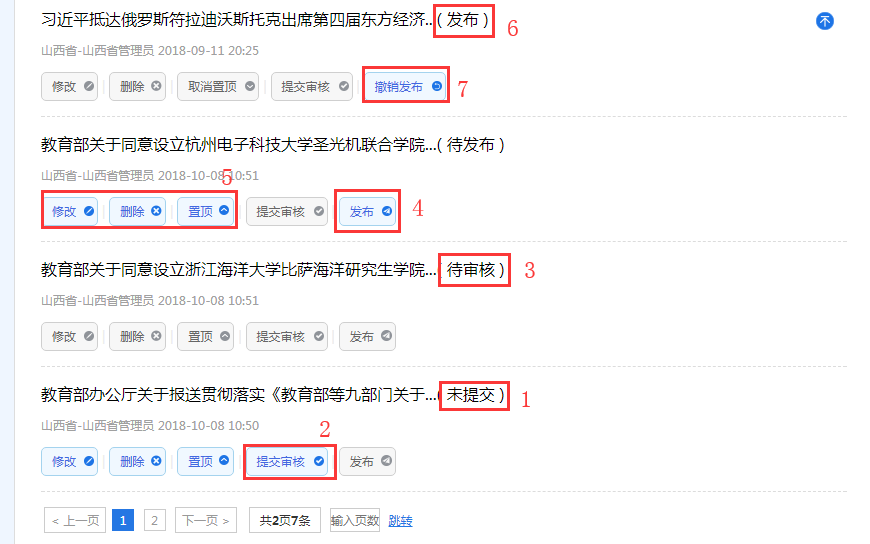 习近平抵达俄罗斯符拉迪沃斯托克出席第四届东方经济...( 发布 ) 6
山西省-山西省管理员 2018-09-11 20:25
修改 删除 取消置顶 提交审核 撤销发布 7
教育部关于同意设立杭州电子科技大学圣光机联合学院...( 待发布 )
山西省-山西省管理员 2018-10-08 10:51
5
修改 删除 置顶 提交审核 发布 4
教育部关于同意设立浙江海洋大学比萨海洋研究生学院...( 待审核 ) 3
山西省-山西省管理员 2018-10-08 10:51
修改 删除 置顶 提交审核 发布
教育部办公厅关于报送贯彻落实《教育部等九部门关于...( 未提交 ) 1
山西省-山西省管理员 2018-10-08 10:50
2
修改 删除 置顶 提交审核 发布
< 上一页 1 2 下一页 > 共2页7条 输入页数 跳转